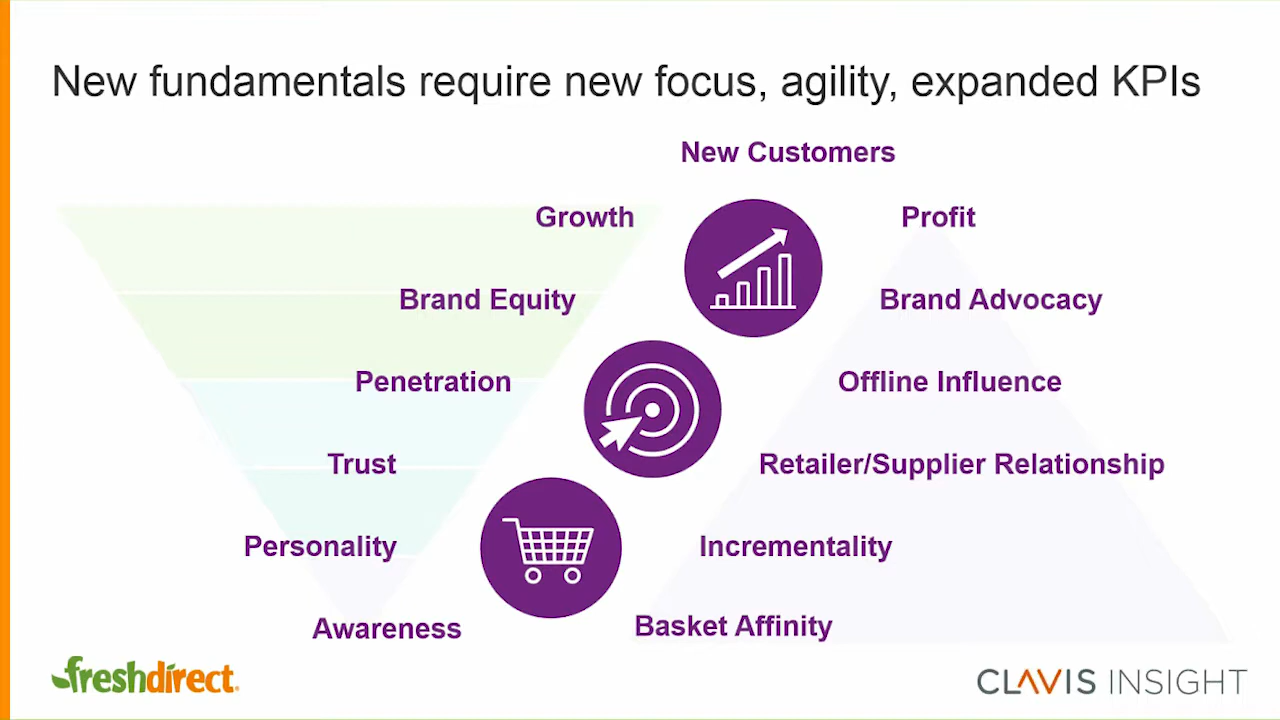 New fundamentals require new focus, agility, expanded KPIs
New Customers
Growth
Profit
Brand Equity
Brand Advocacy
Penetration
Offline Influence
Trust
Retailer/Supplier Relationship
Personality
Incrementality
Awareness
Basket Affinity
freshdirect®
CLAVIS INSIGHT